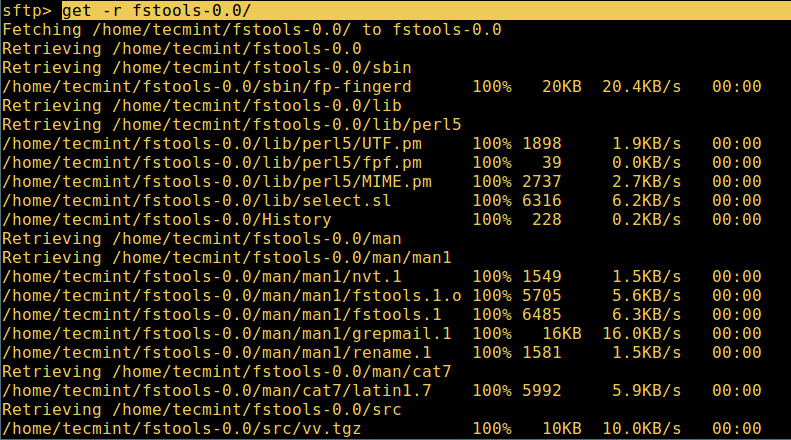 sftp> get -r fstools-0.0/
Fetching /home/tecmint/fstools-0.0/ to fstools-0.0
Retrieving /home/tecmint/fstools-0.0
Retrieving /home/tecmint/fstools-0.0/sbin
/home/tecmint/fstools-0.0/sbin/fp-fingerd 100% 20KB 20.4KB/s 00:00
Retrieving /home/tecmint/fstools-0.0/lib
Retrieving /home/tecmint/fstools-0.0/lib/perl5
/home/tecmint/fstools-0.0/lib/perl5/UTF.pm 100% 1898 1.9KB/s 00:00
/home/tecmint/fstools-0.0/lib/perl5/fpf.pm 100% 39 0.0KB/s 00:00
/home/tecmint/fstools-0.0/lib/perl5/MIME.pm 100% 2737 2.7KB/s 00:00
/home/tecmint/fstools-0.0/lib/select.sl 100% 6316 6.2KB/s 00:00
/home/tecmint/fstools-0.0/History 100% 228 0.2KB/s 00:00
Retrieving /home/tecmint/fstools-0.0/man
Retrieving /home/tecmint/fstools-0.0/man/man1
/home/tecmint/fstools-0.0/man/man1/nvt.1 100% 1549 1.5KB/s 00:00
/home/tecmint/fstools-0.0/man/man1/fstools.1.o 100% 5705 5.6KB/s 00:00
/home/tecmint/fstools-0.0/man/man1/fstools.1 100% 6485 6.3KB/s 00:00
/home/tecmint/fstools-0.0/man/man1/grepmail.1 100% 16KB 16.0KB/s 00:00
/home/tecmint/fstools-0.0/man/man1/rename.1 100% 1581 1.5KB/s 00:00
Retrieving /home/tecmint/fstools-0.0/man/cat7
/home/tecmint/fstools-0.0/man/cat7/latin1.7 100% 5992 5.9KB/s 00:00
Retrieving /home/tecmint/fstools-0.0/src
/home/tecmint/fstools-0.0/src/vv.tgz 100% 10KB 10.0KB/s 00:00